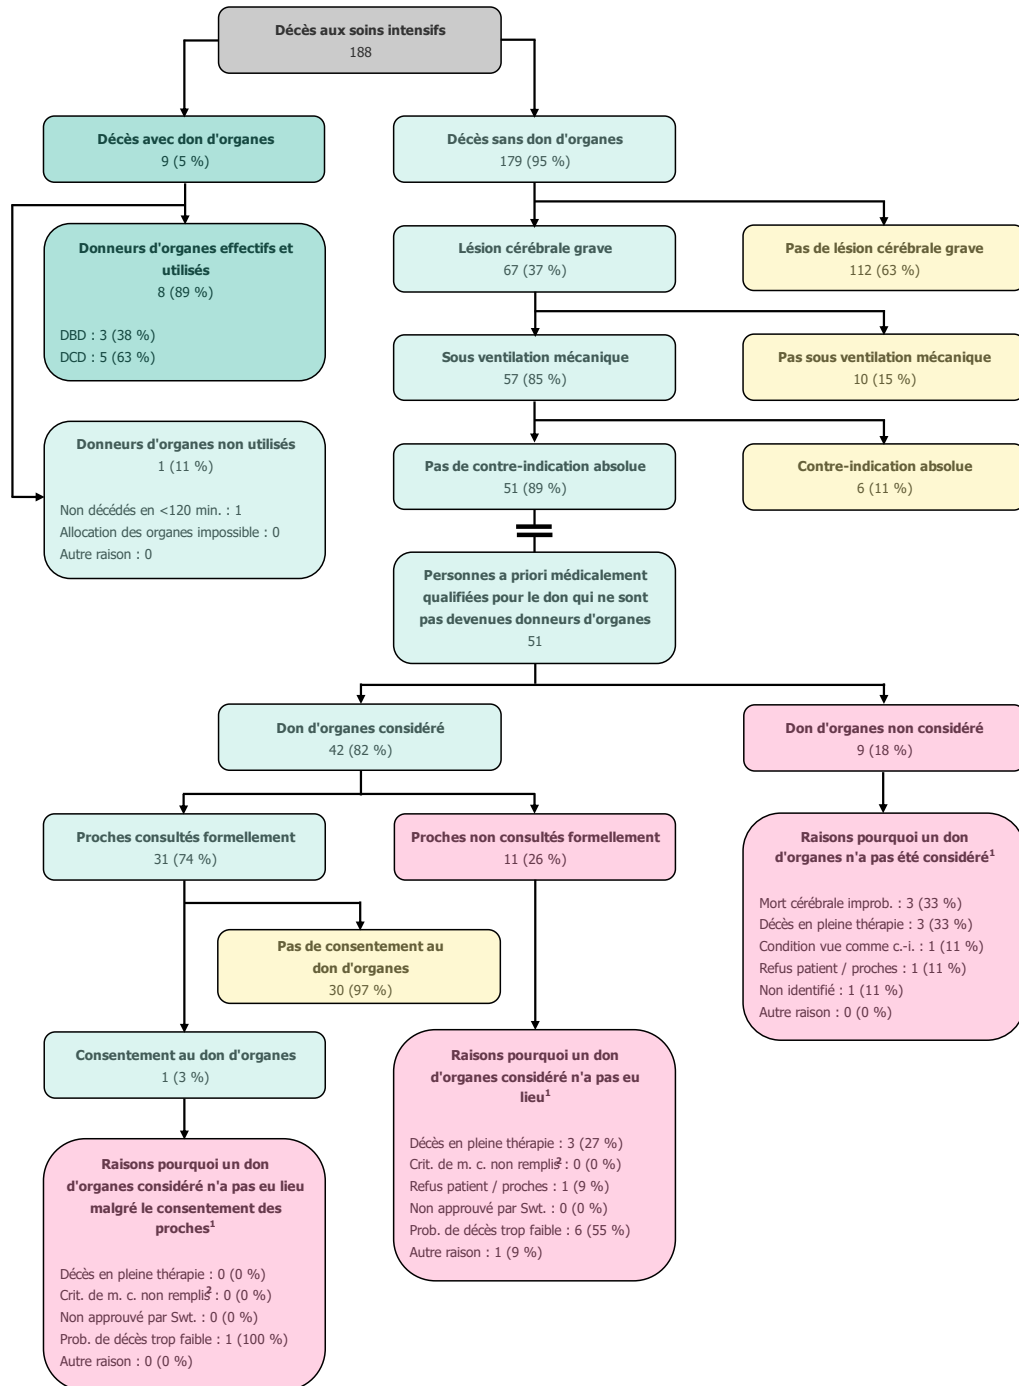 Décès aux soins intensifs
188
Décès avec don d'organes
9 (5 %)
Décès sans don d'organes
179 (95 %)
Donneurs d'organes effectifs et
utilisés
8 (89 %)
DBD : 3 (38 %)
DCD : 5 (63 %)
Lésion cérébrale grave
67 (37 %)
Pas de lésion cérébrale grave
112 (63 %)
Sous ventilation mécanique
57 (85 %)
Pas sous ventilation mécanique
10 (15 %)
Donneurs d'organes non utilisés
1 (11 %)
Non décédés en <120 min. : 1
Allocation des organes impossible : 0
Autre raison : 0
Pas de contre-indication absolue
51 (89 %)
Contre-indication absolue
6 (11 %)
Personnes a priori médicalement
qualifiées pour le don qui ne sont
pas devenues donneurs d'organes
51
Don d'organes considéré
42 (82 %)
Don d'organes non considéré
9 (18 %)
Proches consultés formellement
31 (74 %)
Proches non consultés formellement
11 (26 %)
Raisons pourquoi un don
d'organes n'a pas été considéré¹
Mort cérébrale improb. : 3 (33 %)
Décès en pleine thérapie : 3 (33 %)
Condition vue comme c.-i. : 1 (11 %)
Refus patient / proches : 1 (11 %)
Non identifié : 1 (11 %)
Autre raison : 0 (0 %)
Pas de consentement au
don d'organes
30 (97 %)
Consentement au don d'organes
1 (3 %)
Raisons pourquoi un don
d'organes considéré n'a pas eu
lieu¹
Décès en pleine thérapie : 3 (27 %)
Crit. de m. c. non remplis² : 0 (0 %)
Refus patient / proches : 1 (9 %)
Non approuvé par Swt. : 0 (0 %)
Prob. de décès trop faible : 6 (55 %)
Autre raison : 1 (9 %)
Raisons pourquoi un don
d'organes considéré n'a pas eu lieu
malgré le consentement des
proches¹
Décès en pleine thérapie : 0 (0 %)
Crit. de m. c. non remplis² : 0 (0 %)
Non approuvé par Swt. : 0 (0 %)
Prob. de décès trop faible : 1 (100 %)
Autre raison : 0 (0 %)